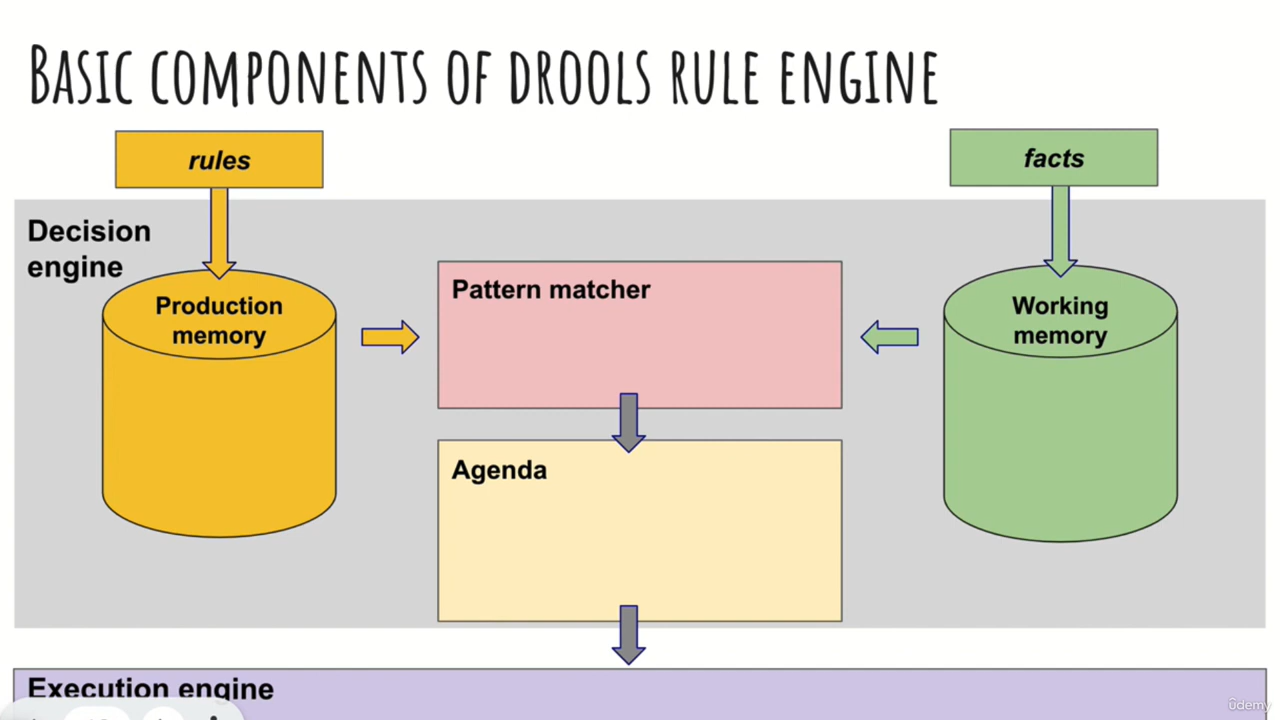 BASIC COMPONENTS OF DROOLS RULE ENGINE
rules
facts
Decision
engine
Production
memory
Pattern matcher
Working
memory
Agenda
Execution engine
ûdemy